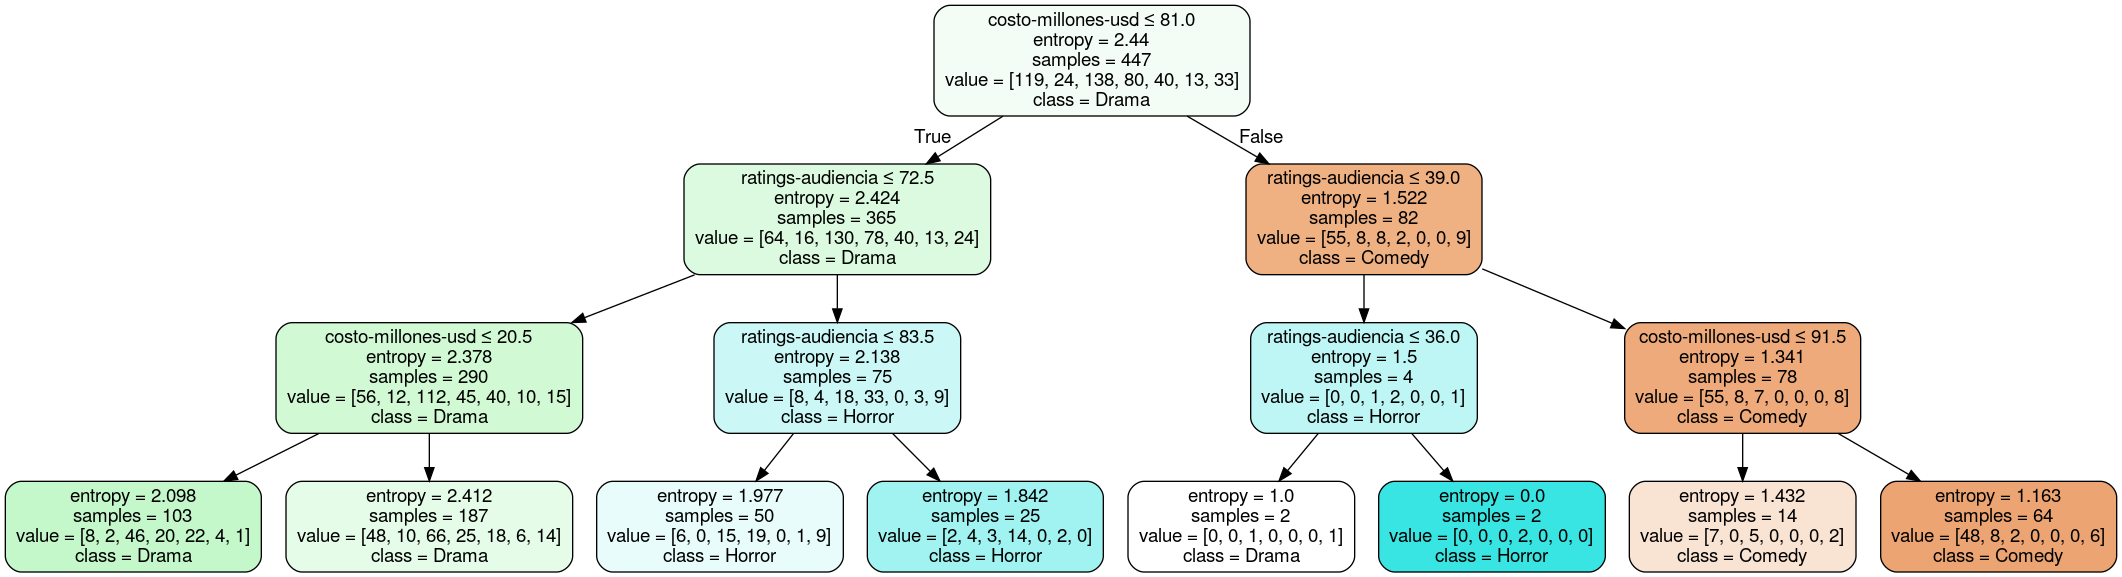 costo-millones-usd ≤ 81.0
entropy = 2.44
samples = 447
value = [119, 24, 138, 80, 40, 13, 33]
class = Drama
True
False
ratings-audiencia ≤ 72.5
entropy = 2.424
samples = 365
value = [64, 16, 130, 78, 40, 13, 24]
class = Drama
ratings-audiencia ≤ 39.0
entropy = 1.522
samples = 82
value = [55, 8, 8, 2, 0, 0, 9]
class = Comedy
costo-millones-usd ≤ 20.5
entropy = 2.378
samples = 290
value = [56, 12, 112, 45, 40, 10, 15]
class = Drama
ratings-audiencia ≤ 83.5
entropy = 2.138
samples = 75
value = [8, 4, 18, 33, 0, 3, 9]
class = Horror
ratings-audiencia ≤ 36.0
entropy = 1.5
samples = 4
value = [0, 0, 1, 2, 0, 0, 1]
class = Horror
costo-millones-usd ≤ 91.5
entropy = 1.341
samples = 78
value = [55, 8, 7, 0, 0, 0, 8]
class = Comedy
entropy = 2.098
samples = 103
value = [8, 2, 46, 20, 22, 4, 1]
class = Drama
entropy = 2.412
samples = 187
value = [48, 10, 66, 25, 18, 6, 14]
class = Drama
entropy = 1.977
samples = 50
value = [6, 0, 15, 19, 0, 1, 9]
class = Horror
entropy = 1.842
samples = 25
value = [2, 4, 3, 14, 0, 2, 0]
class = Horror
entropy = 1.0
samples = 2
value = [0, 0, 1, 0, 0, 0, 1]
class = Drama
entropy = 0.0
samples = 2
value = [0, 0, 0, 2, 0, 0, 0]
class = Horror
entropy = 1.432
samples = 14
value = [7, 0, 5, 0, 0, 0, 2]
class = Comedy
entropy = 1.163
samples = 64
value = [48, 8, 2, 0, 0, 0, 6]
class = Comedy